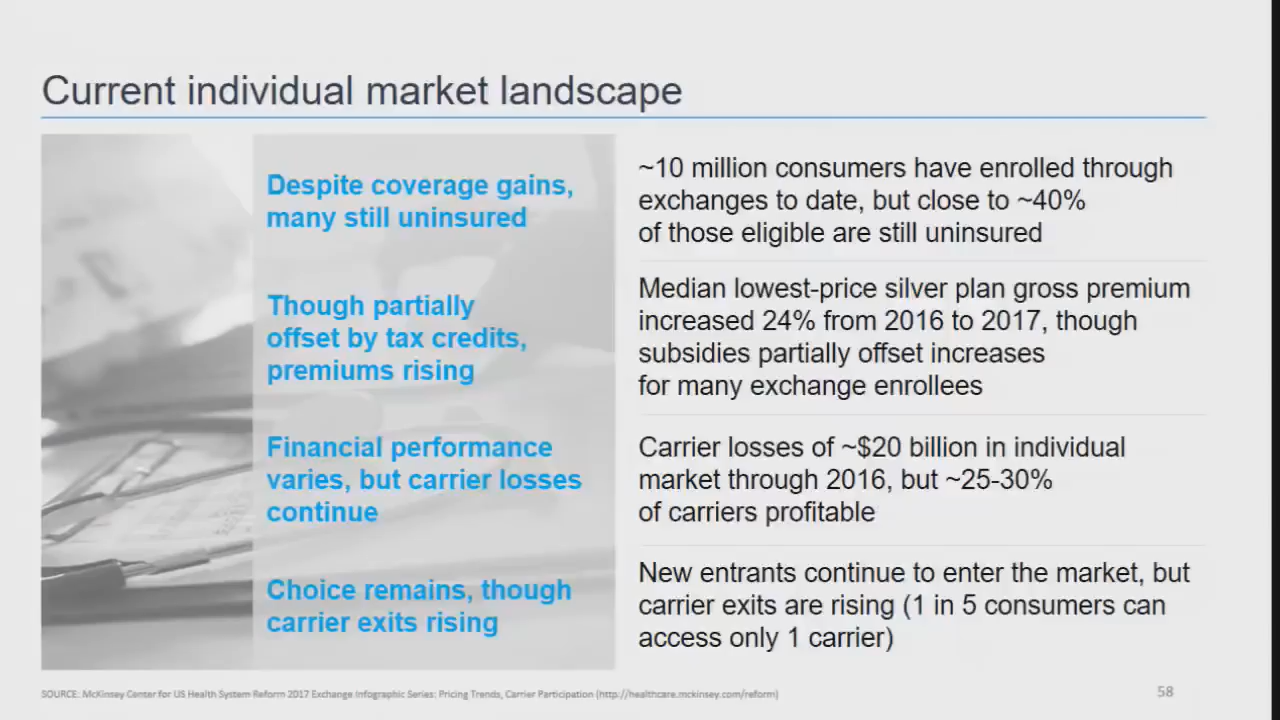 Current individual market landscape
Despite coverage gains,
many still uninsured
~10 million consumers have enrolled through
exchanges to date, but close to ~40%
of those eligible are still uninsured
Though partially
offset by tax credits,
premiums rising
Median lowest-price silver plan gross premium
increased 24% from 2016 to 2017, though
subsidies partially offset increases
for many exchange enrollees
Financial performance
varies, but carrier losses
continue
Carrier losses of ~$20 billion in individual
market through 2016, but ~25-30%
of carriers profitable
Choice remains, though
carrier exits rising
New entrants continue to enter the market, but
carrier exits are rising (1 in 5 consumers can
access only 1 carrier)
SOURCE: McKinsey Center for US Health System Reform 2017 Exchange Infographic Series: Pricing Trends, Carrier Participation (http://healthcare.mckinsey.com/reform)
58